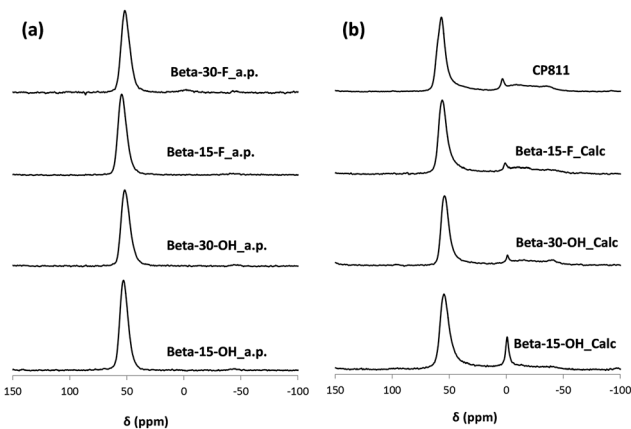 (a)
Beta-30-F_a.p.
Beta-15-F_a.p.
Beta-30-OH_a.p.
Beta-15-OH_a.p.
150 100 50 0 -50 -100
δ (ppm)
(b)
CP811
Beta-15-F_Calc
Beta-30-OH_Calc
Beta-15-OH_Calc
150 100 50 0 -50 -100
δ (ppm)